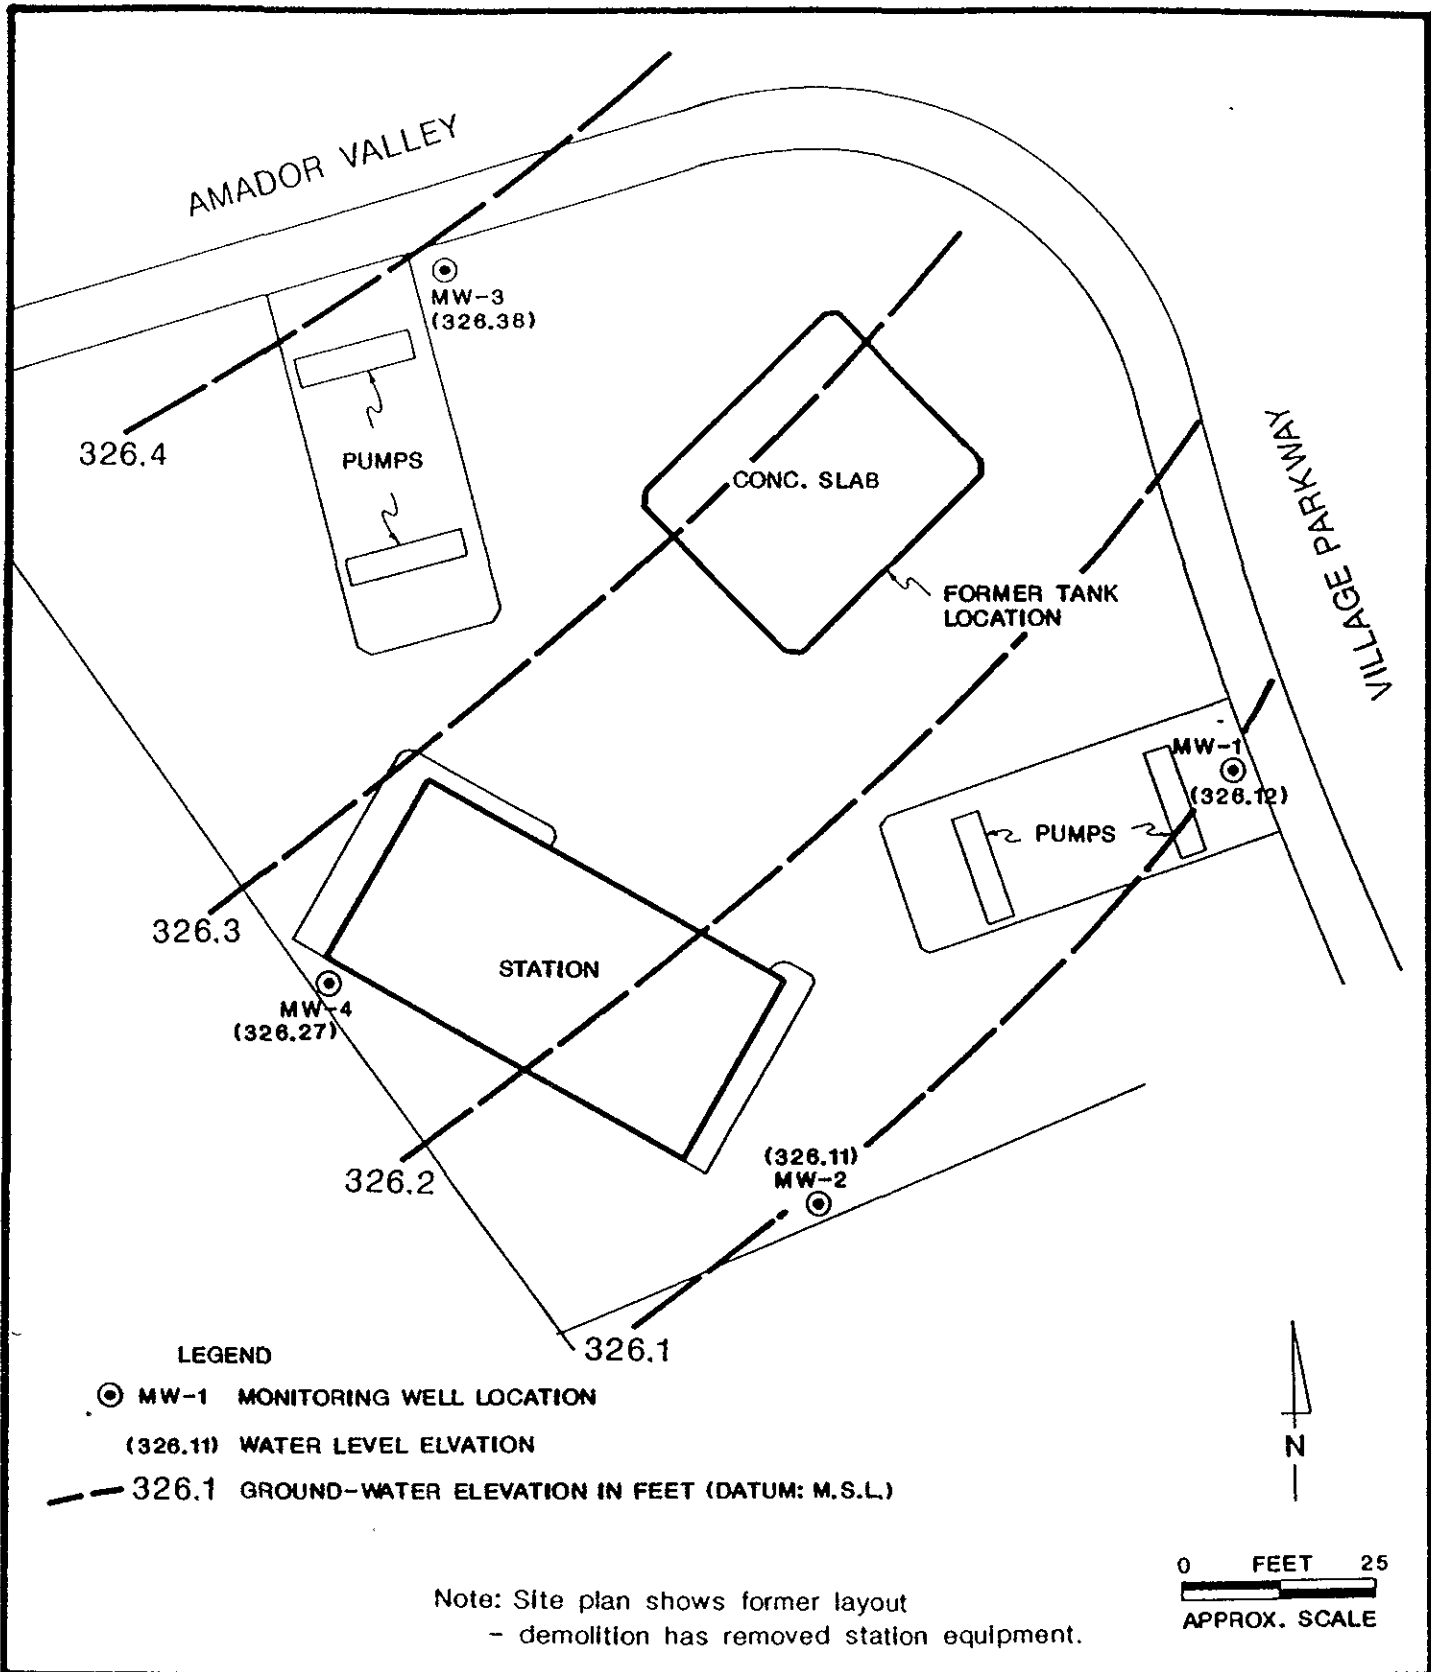 AMADOR VALLEY
MW-3
(326.38)
326.4
PUMPS
CONC. SLAB
VILLAGE PARKWAY
FORMER TANK
LOCATION
MW-1
(326.12)
PUMPS
326.3
STATION
MW-4
(326.27)
326.2
(326.11)
MW-2
326.1
LEGEND
MW-1 MONITORING WELL LOCATION
(326.11) WATER LEVEL ELVATION
326.1 GROUND-WATER ELEVATION IN FEET (DATUM: M.S.L.)
N
0 FEET 25
APPROX. SCALE
Note: Site plan shows former layout
- demolition has removed station equipment.